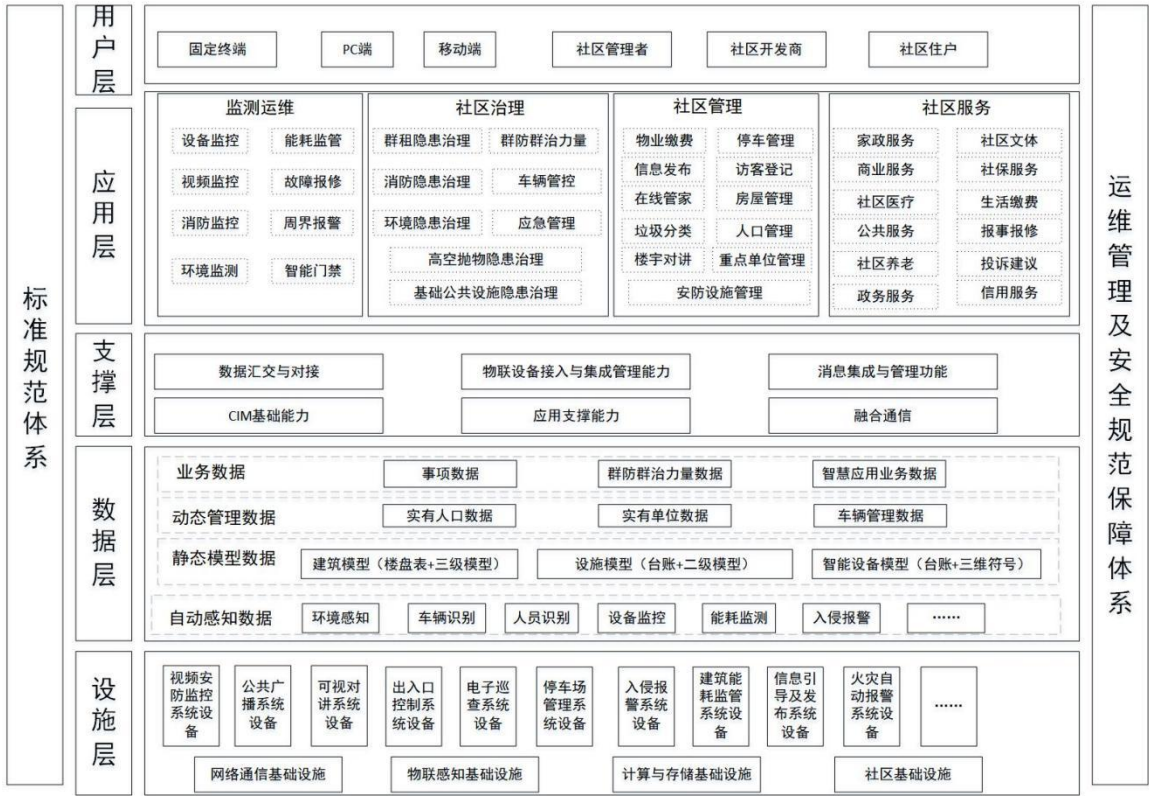 标准规范体系
用户层
固定终端
PC端
移动端
社区管理者
社区开发商
社区住户
应用层
监测运维
设备监控
能耗监管
视频监控
故障报修
消防监控
周界报警
环境监测
智能门禁
社区治理
群租隐患治理
群防群治力量
消防隐患治理
车辆管控
环境隐患治理
应急管理
高空抛物隐患治理
基础公共设施隐患治理
社区管理
物业缴费
停车管理
信息发布
访客登记
在线管家
房屋管理
垃圾分类
人口管理
楼宇对讲
重点单位管理
安防设施管理
社区服务
家政服务
社区文体
商业服务
社保服务
社区医疗
生活缴费
公共服务
报事报修
社区养老
投诉建议
政务服务
信用服务
支撑层
数据汇交与对接
物联设备接入与集成管理能力
消息集成与管理功能
CIM基础能力
应用支撑能力
融合通信
数据层
业务数据
事项数据
群防群治力量数据
智慧应用业务数据
动态管理数据
实有人口数据
实有单位数据
车辆管理数据
静态模型数据
建筑模型（楼盘表+三级模型）
设施模型（台账+二级模型）
智能设备模型（台账+三维符号）
自动感知数据
环境感知
车辆识别
人员识别
设备监控
能耗监测
入侵报警
……
设施层
视频安
防监控
系统设
备
公共广
播系统
设备
可视对
讲系统
设备
出入口
控制系
统设备
电子巡
查系统
设备
停车场
管理系
统设备
入侵报
警系统
设备
建筑能
耗监管
系统设
备
信息引
导及发
布系统
设备
火灾自
动报警
系统设
备
……
网络通信基础设施
物联感知基础设施
计算与存储基础设施
社区基础设施
运维管理及安全规范保障体系